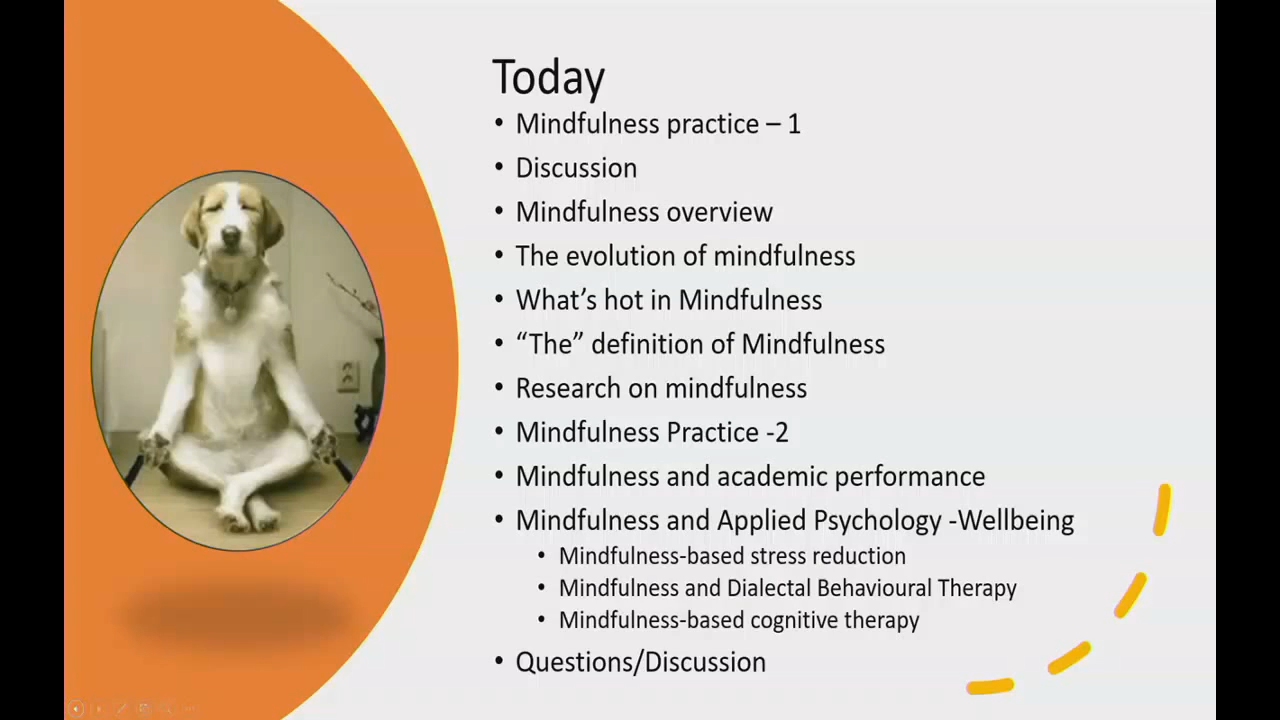 Today
• Mindfulness practice – 1
• Discussion
• Mindfulness overview
• The evolution of mindfulness
• What’s hot in Mindfulness
• “The” definition of Mindfulness
• Research on mindfulness
• Mindfulness Practice -2
• Mindfulness and academic performance
• Mindfulness and Applied Psychology -Wellbeing
• Mindfulness-based stress reduction
• Mindfulness and Dialectal Behavioural Therapy
• Mindfulness-based cognitive therapy
• Questions/Discussion